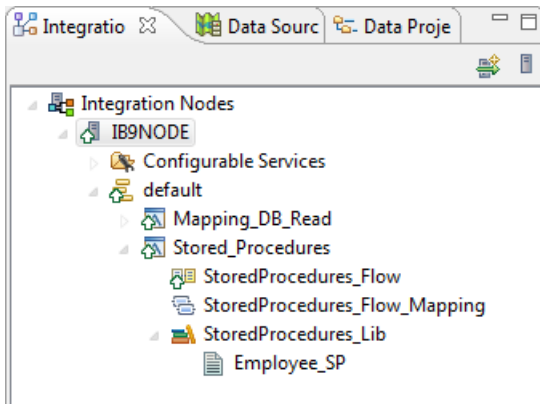 Integratio Data Sourc Data Proje
Integration Nodes
IB9NODE
Configurable Services
default
Mapping_DB_Read
Stored_Procedures
StoredProcedures_Flow
StoredProcedures_Flow_Mapping
StoredProcedures_Lib
Employee_SP